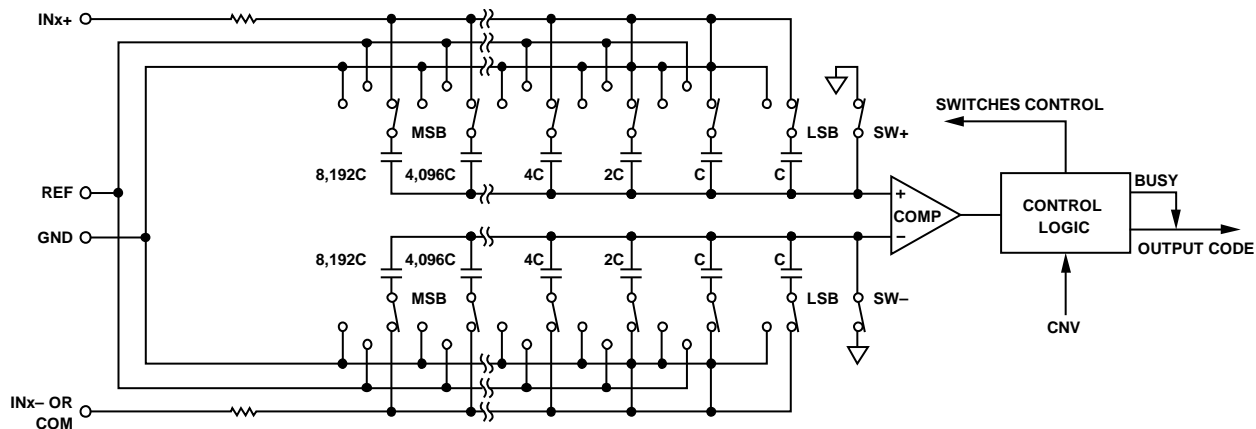 INx+
SWITCHES CONTROL
MSB
LSB
SW+
8,192C
4,096C
4C
2C
C
C
REF
BUSY
+
COMP
–
CONTROL
LOGIC
GND
OUTPUT CODE
8,192C
4,096C
4C
2C
C
C
MSB
LSB
SW–
CNV
INx– OR
COM